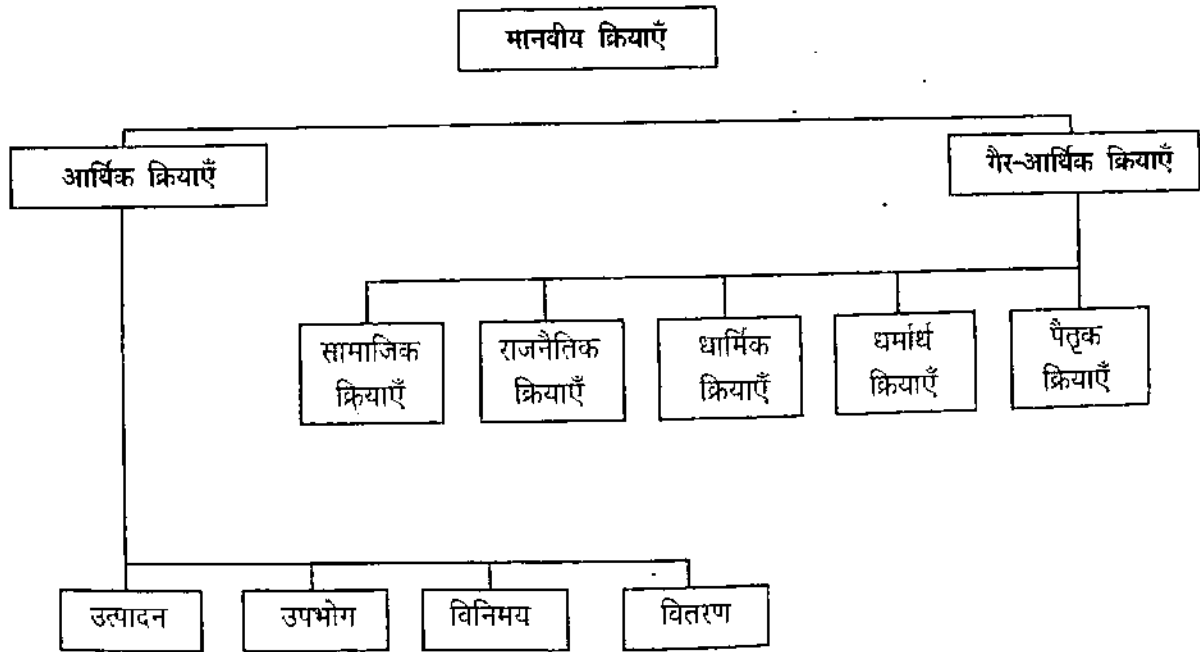 मानवीय क्रियाएँ
आर्थिक क्रियाएँ
गैर-आर्थिक क्रियाएँ
सामाजिक
क्रियाएँ
राजनैतिक
क्रियाएँ
धार्मिक
क्रियाएँ
धर्मार्थ
क्रियाएँ
पैतृक
क्रियाएँ
उत्पादन
उपभोग
विनिमय
वितरण